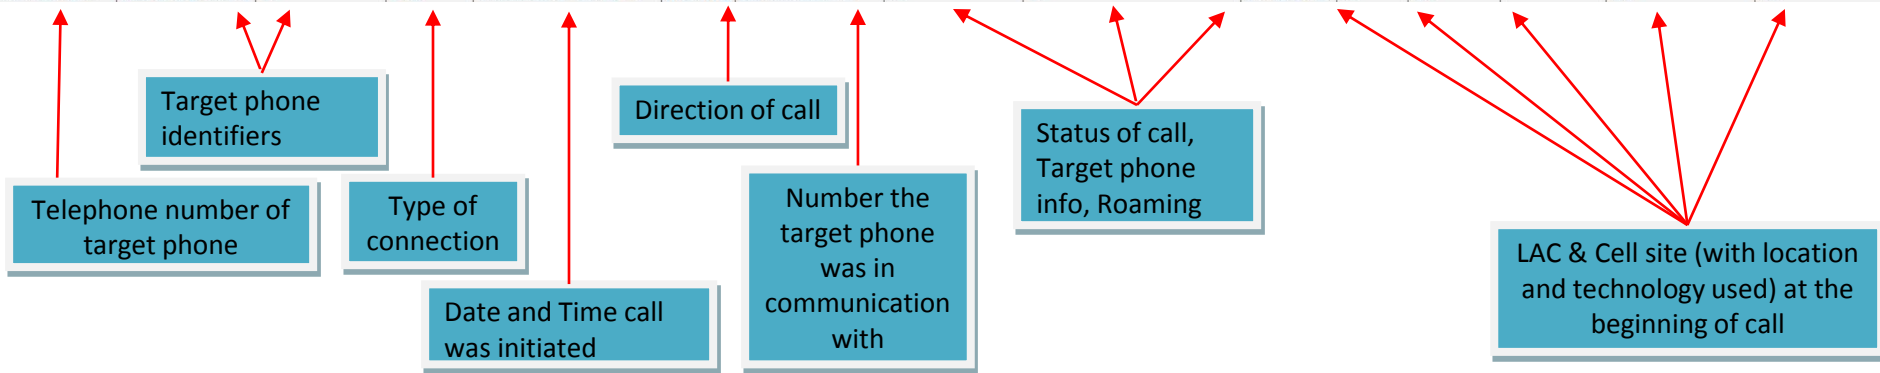 Target phone
identifiers
Telephone number of
target phone
Type of
connection
Date and Time call
was initiated
Direction of call
Number the
target phone
was in
communication
with
Status of call,
Target phone
info, Roaming
LAC & Cell site (with location
and technology used) at the
beginning of call